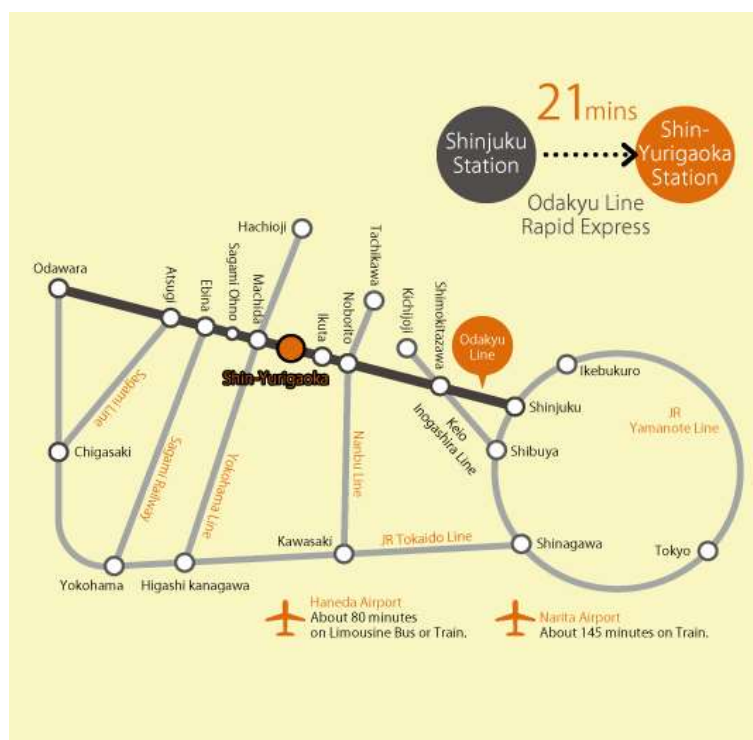 21mins
Shinjuku
Station
Shin-
Yurigaoka
Station
Odakyu Line
Rapid Express
Hachioji
Tachikawa
Odawara
Atsugi
Ebina
Sagami Ohno
Machida
Ikuta
Noborito
Kichijoji
Shimokitazawa
Odakyu
Line
Ikebukuro
Shin-Yurigaoka
Shinjuku
Sagami Line
Sagami Railway
Yokohama Line
Nanbu Line
Keio
Inogashira Line
JR
Yamanote Line
Chigasaki
Shibuya
Kawasaki
JR Tokaido Line
Shinagawa
Tokyo
Yokohama
Higashi kanagawa
Haneda Airport
About 80 minutes
on Limousine Bus or Train.
Narita Airport
About 145 minutes on Train.